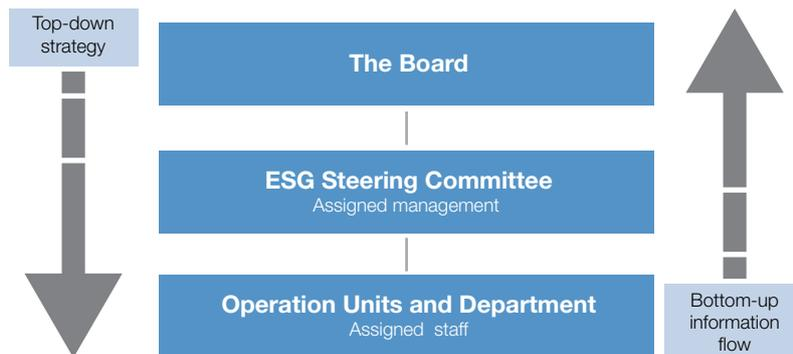 Top-down
strategy
The Board
ESG Steering Committee
Assigned management
Operation Units and Department
Assigned staff
Bottom-up
information
flow